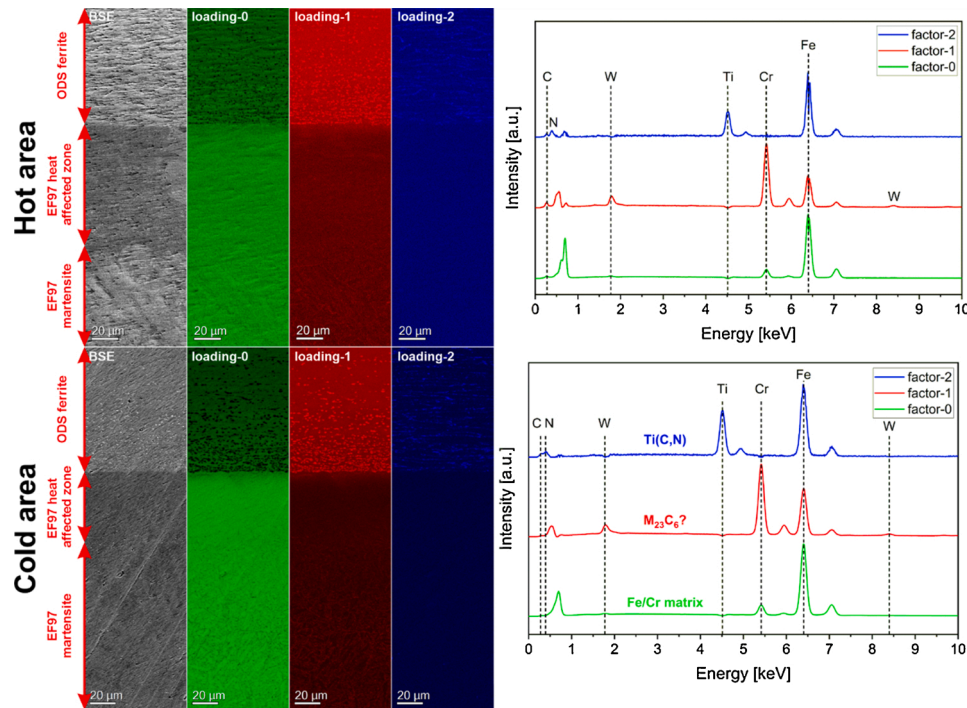 Hot area
ODS ferrite
EF97 heat
affected zone
EF97
martensite
BSE
loading-0
loading-1
loading-2
20 µm
20 µm
20 µm
20 µm
factor-2
factor-1
factor-0
C
N
W
Ti
Cr
Fe
W
Intensity [a.u.]
0 1 2 3 4 5 6 7 8 9 10
Energy [keV]
Cold area
ODS ferrite
EF97 heat
affected zone
EF97
martensite
BSE
loading-0
loading-1
loading-2
20 µm
20 µm
20 µm
20 µm
factor-2
factor-1
factor-0
C N
W
Ti
Cr
Fe
W
Ti(C,N)
M₂₃C₆?
Fe/Cr matrix
Intensity [a.u.]
0 1 2 3 4 5 6 7 8 9 10
Energy [keV]